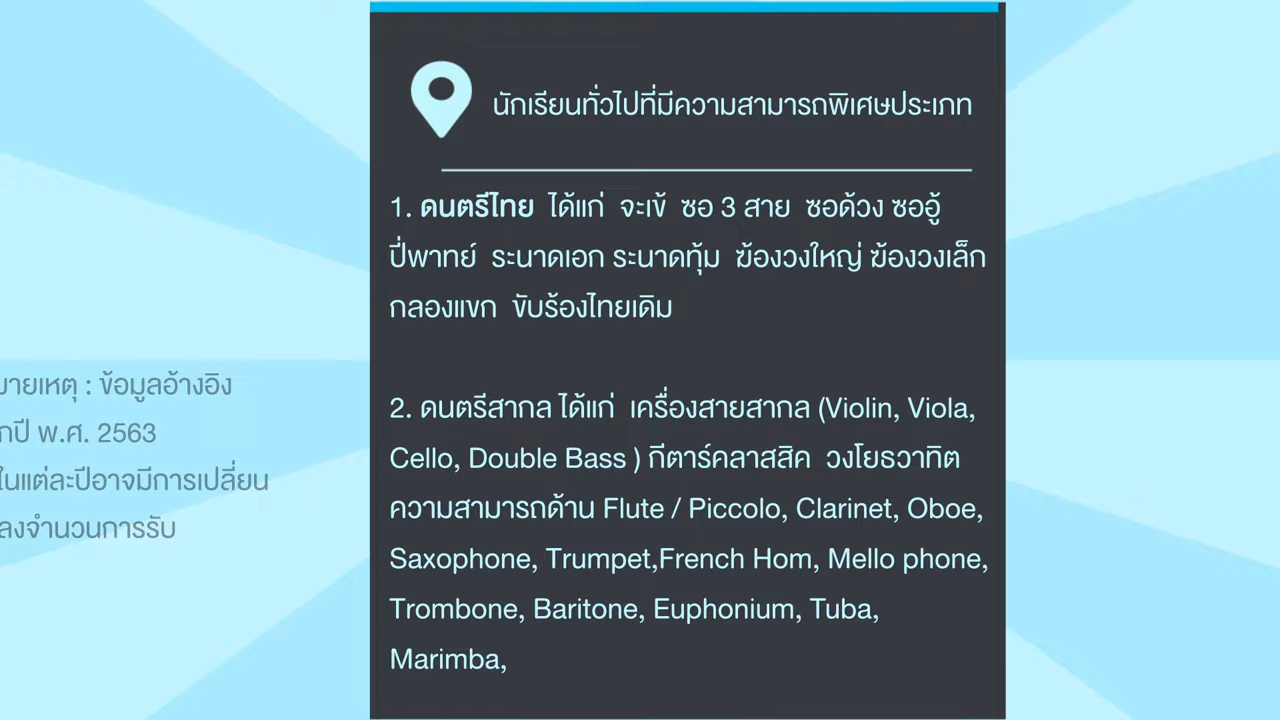 นักเรียนทั่วไปที่มีความสามารถพิเศษประเภท
1. ดนตรีไทย ได้แก่ จะเข้ ซอ 3 สาย ซอด้วง ซออู้
ปี่พาทย์ ระนาดเอก ระนาดทุ้ม ฆ้องวงใหญ่ ฆ้องวงเล็ก
กลองแขก ขับร้องไทยเดิม
2. ดนตรีสากล ได้แก่ เครื่องสายสากล (Violin, Viola,
Cello, Double Bass ) กีตาร์คลาสสิค วงโยธวาทิต
ความสามารถด้าน Flute / Piccolo, Clarinet, Oboe,
Saxophone, Trumpet,French Hom, Mello phone,
Trombone, Baritone, Euphonium, Tuba,
Marimba,
มายเหตุ : ข้อมูลอ้างอิง
กปี พ.ศ. 2563
ในแต่ละปีอาจมีการเปลี่ยน
ลงจำนวนการรับ